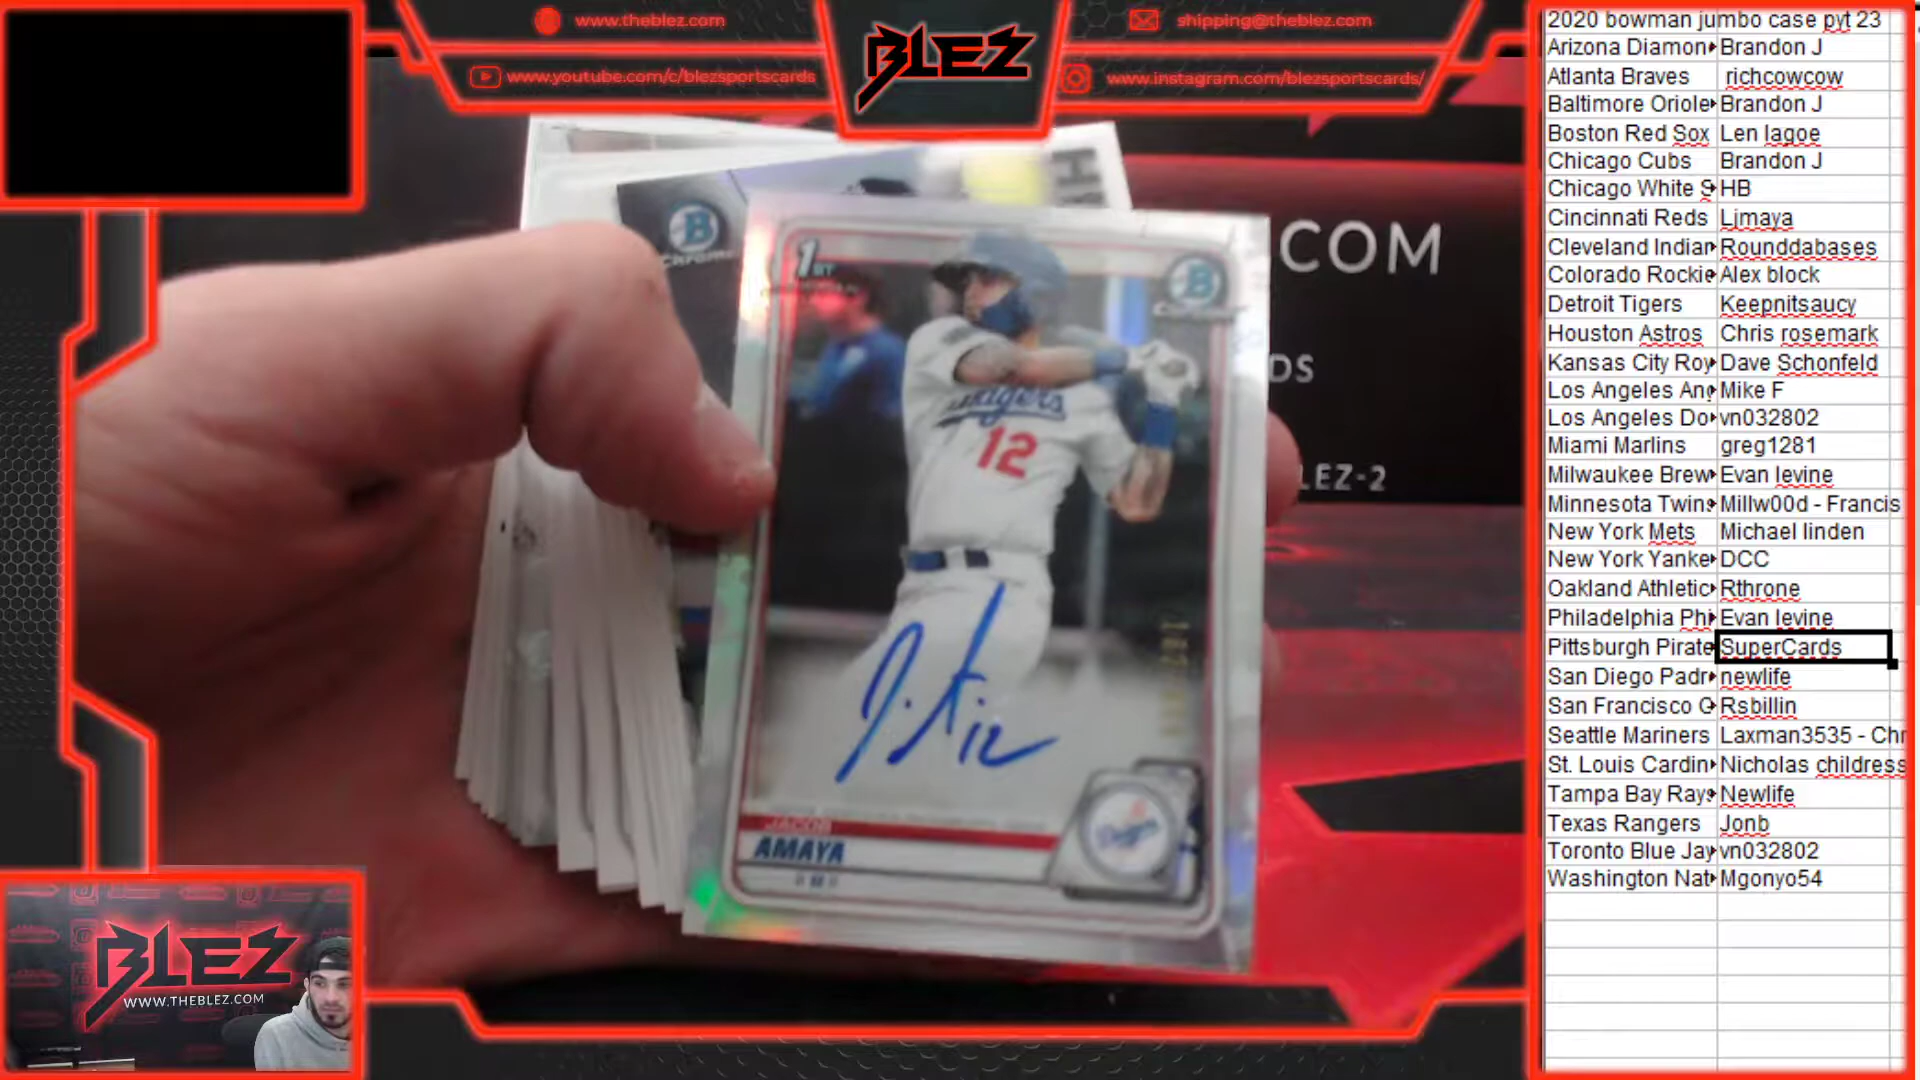 www.theblez.com
shipping@theblez.com
BLEZ
www.youtube.com/c/blezsportscards
www.instagram.com/blezsportscards/
COM
DS
LEZ-2
1ST
B
Chrome
B
Chrome
Dodgers
12
J. A 12
JACOB
AMAYA
Dodgers
BLEZ
WWW.THEBLEZ.COM
2020 bowman jumbo case pyt 23
Arizona Diamon Brandon J
Atlanta Braves richcowcow
Baltimore Oriole Brandon J
Boston Red Sox Len lagoe
Chicago Cubs Brandon J
Chicago White S HB
Cincinnati Reds Ljmaya
Cleveland Indian Rounddabases
Colorado Rockie Alex block
Detroit Tigers Keepnitsaucy
Houston Astros Chris rosemark
Kansas City Roy Dave Schonfeld
Los Angeles Ang Mike F
Los Angeles Do vn032802
Miami Marlins greg1281
Milwaukee Brew Evan levine
Minnesota Twins Millw00d - Francis
New York Mets Michael linden
New York Yanke DCC
Oakland Athletic Rthrone
Philadelphia Phi Evan levine
Pittsburgh Pirate SuperCards
San Diego Padr newlife
San Francisco G Rsbillin
Seattle Mariners Laxman3535 - Chr
St. Louis Cardin Nicholas childress
Tampa Bay Rays Newlife
Texas Rangers Jonb
Toronto Blue Jay vn032802
Washington Nat Mgonyo54